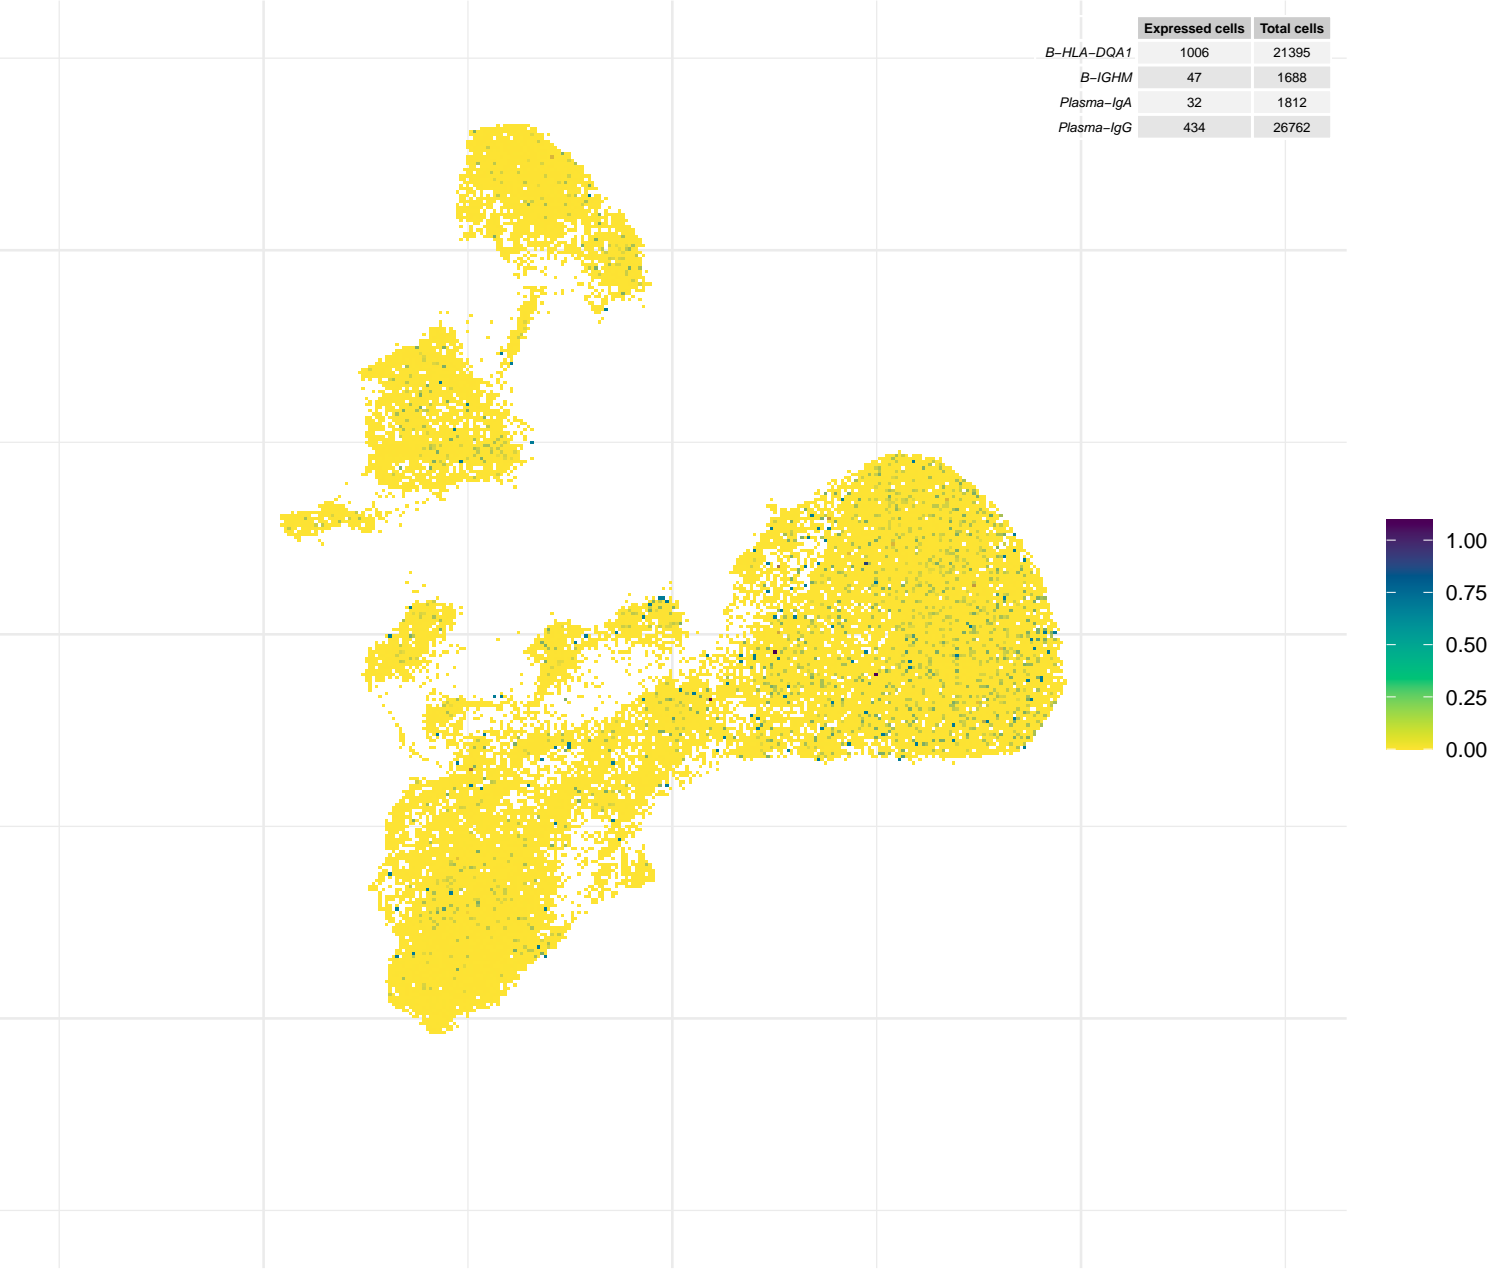 Expressed cells Total cells
B−HLA−DQA1 1006 21395
B−IGHM 47 1688
Plasma−IgA 32 1812
Plasma−IgG 434 26762
1.00
0.75
0.50
0.25
0.00